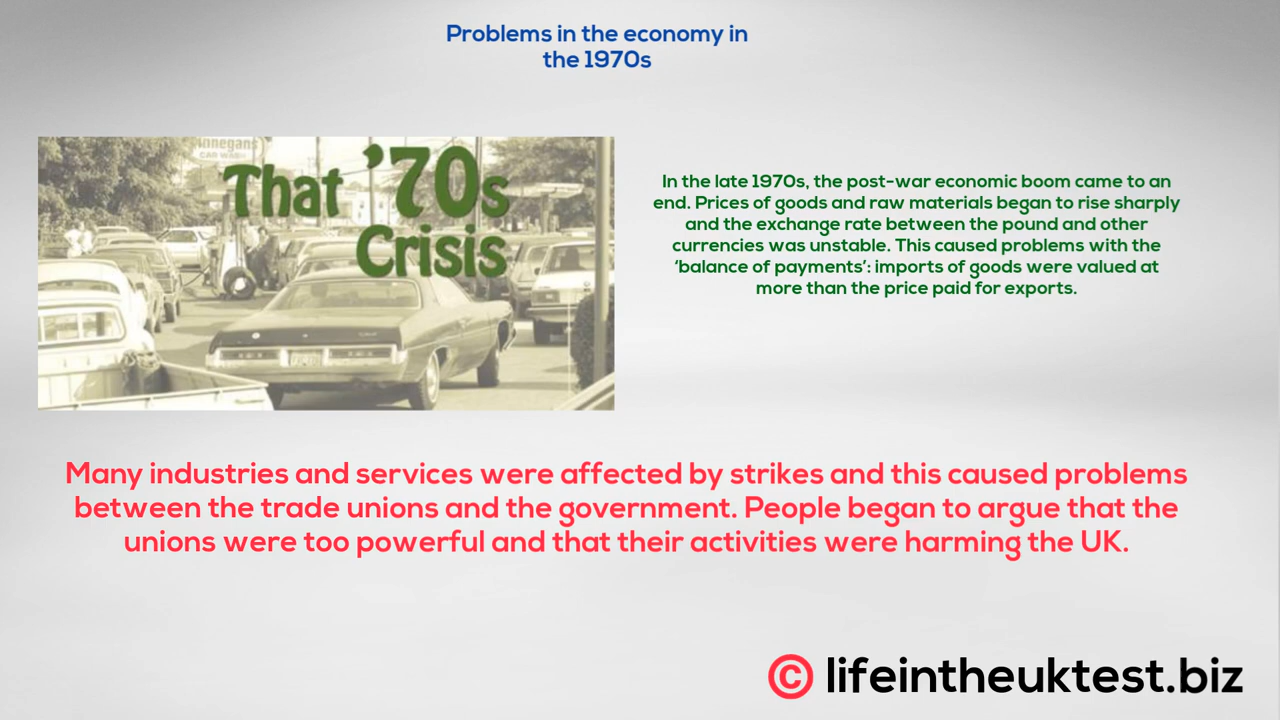 Problems in the economy in
the 1970s
innegans
CAR WASH
That '70s
Crisis
In the late 1970s, the post-war economic boom came to an
end. Prices of goods and raw materials began to rise sharply
and the exchange rate between the pound and other
currencies was unstable. This caused problems with the
‘balance of payments’: imports of goods were valued at
more than the price paid for exports.
Many industries and services were affected by strikes and this caused problems
between the trade unions and the government. People began to argue that the
unions were too powerful and that their activities were harming the UK.
© lifeintheuktest.biz